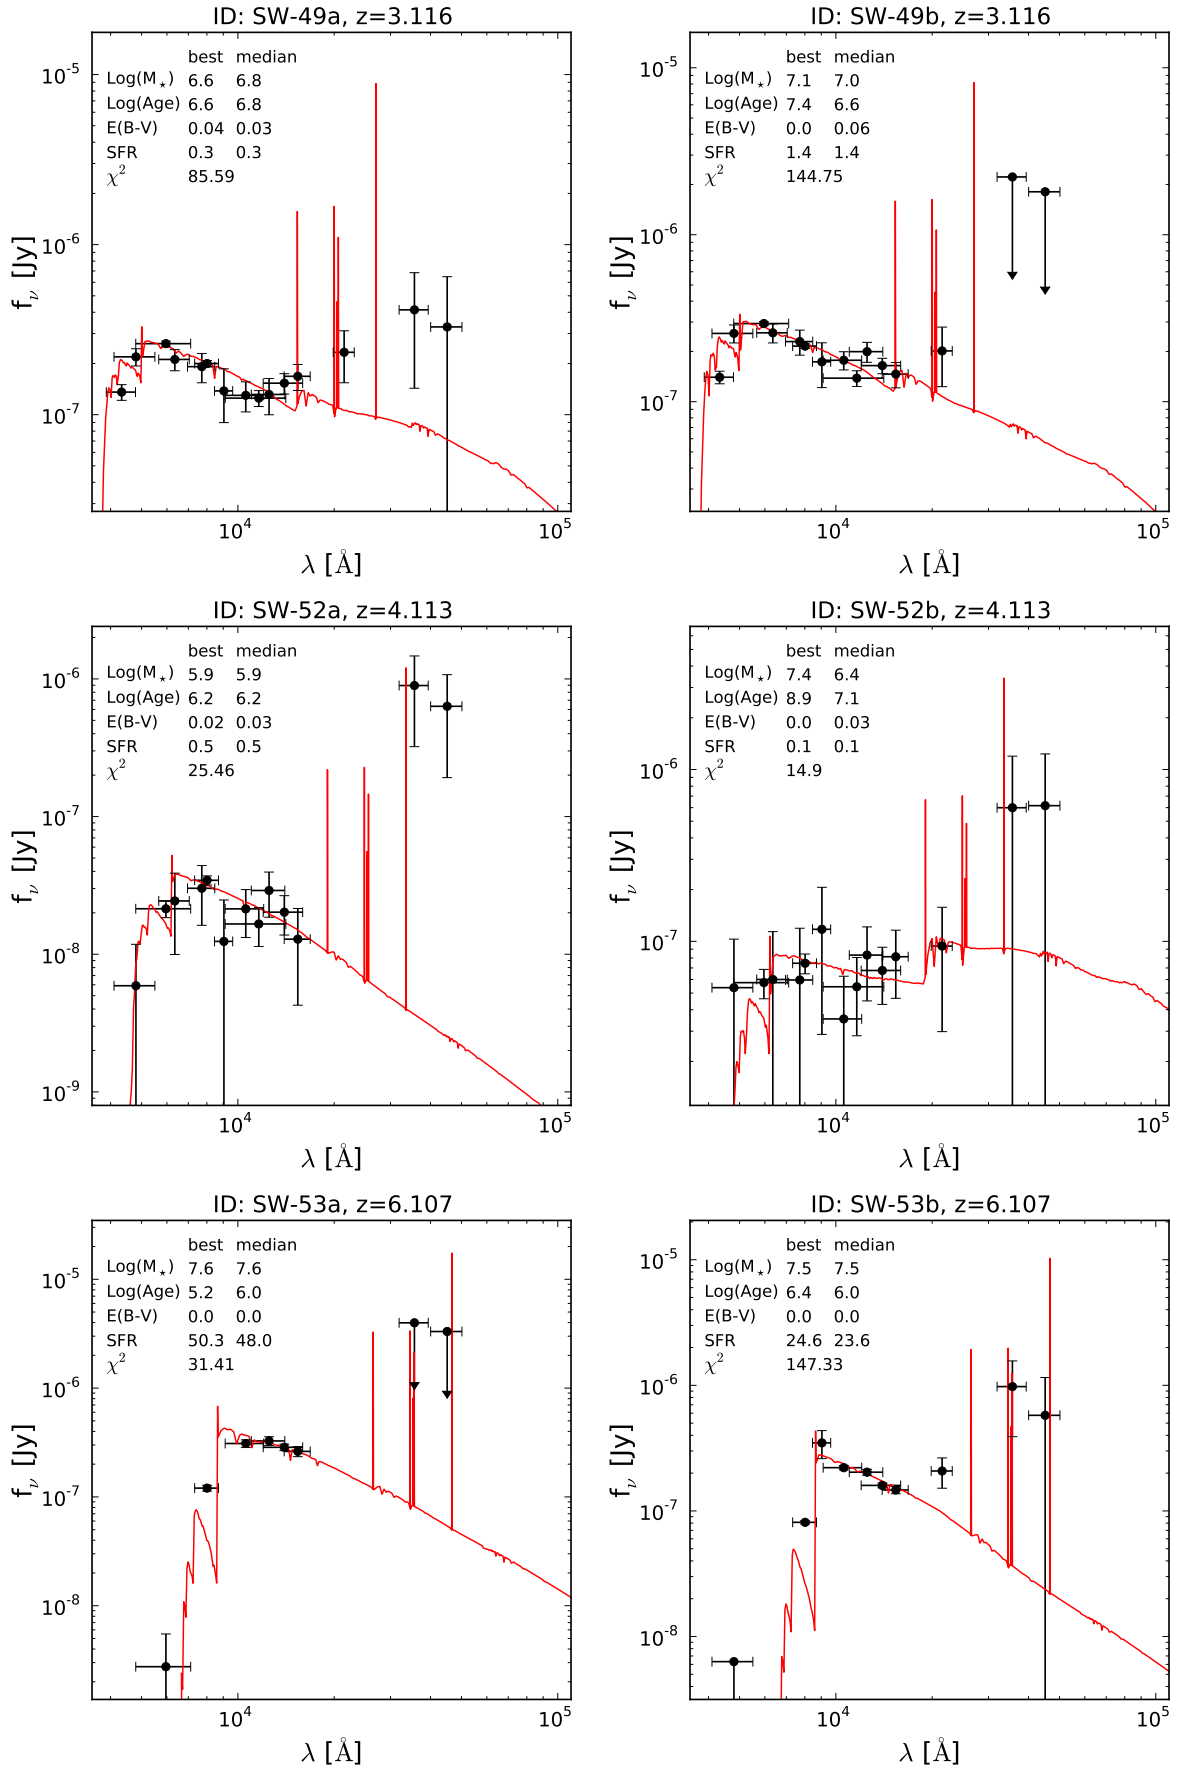 ID: SW-49a, z=3.116
best median
Log(M⋆) 6.6 6.8
Log(Age) 6.6 6.8
E(B-V) 0.04 0.03
SFR 0.3 0.3
χ² 85.59
10⁻⁵
10⁻⁶
10⁻⁷
fν [Jy]
10⁴ 10⁵
λ [Å]
ID: SW-49b, z=3.116
best median
Log(M⋆) 7.1 7.0
Log(Age) 7.4 6.6
E(B-V) 0.0 0.06
SFR 1.4 1.4
χ² 144.75
10⁻⁵
10⁻⁶
10⁻⁷
fν [Jy]
10⁴ 10⁵
λ [Å]
ID: SW-52a, z=4.113
best median
Log(M⋆) 5.9 5.9
Log(Age) 6.2 6.2
E(B-V) 0.02 0.03
SFR 0.5 0.5
χ² 25.46
10⁻⁶
10⁻⁷
10⁻⁸
10⁻⁹
fν [Jy]
10⁴ 10⁵
λ [Å]
ID: SW-52b, z=4.113
best median
Log(M⋆) 7.4 6.4
Log(Age) 8.9 7.1
E(B-V) 0.0 0.03
SFR 0.1 0.1
χ² 14.9
10⁻⁶
10⁻⁷
fν [Jy]
10⁴ 10⁵
λ [Å]
ID: SW-53a, z=6.107
best median
Log(M⋆) 7.6 7.6
Log(Age) 5.2 6.0
E(B-V) 0.0 0.0
SFR 50.3 48.0
χ² 31.41
10⁻⁵
10⁻⁶
10⁻⁷
10⁻⁸
fν [Jy]
10⁴ 10⁵
λ [Å]
ID: SW-53b, z=6.107
best median
Log(M⋆) 7.5 7.5
Log(Age) 6.4 6.0
E(B-V) 0.0 0.0
SFR 24.6 23.6
χ² 147.33
10⁻⁵
10⁻⁶
10⁻⁷
10⁻⁸
fν [Jy]
10⁴ 10⁵
λ [Å]